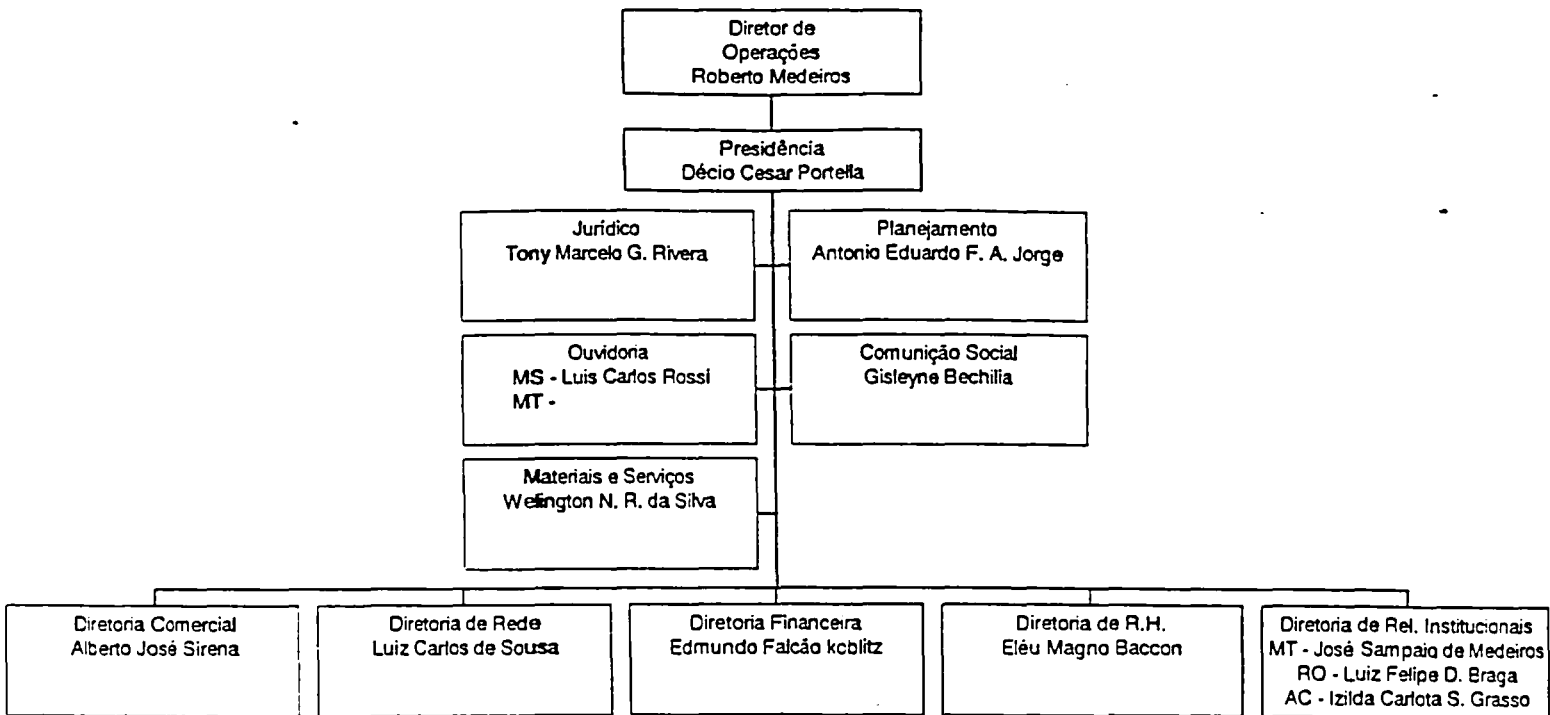 Diretor de
Operações
Roberto Medeiros
Presidência
Décio Cesar Portella
Jurídico
Tony Marcelo G. Rivera
Planejamento
Antonio Eduardo F. A. Jorge
Ouvidoria
MS - Luis Carlos Rossi
MT -
Comunição Social
Gisleyne Bechilia
Materiais e Serviços
Welington N. R. da Silva
Diretoria Comercial
Alberto José Sirena
Diretoria de Rede
Luiz Carlos de Sousa
Diretoria Financeira
Edmundo Falcão koblitz
Diretoria de R.H.
Eléu Magno Baccon
Diretoria de Rel. Institucionais
MT - José Sampaio de Medeiros
RO - Luiz Felipe D. Braga
AC - Izilda Carlota S. Grasso